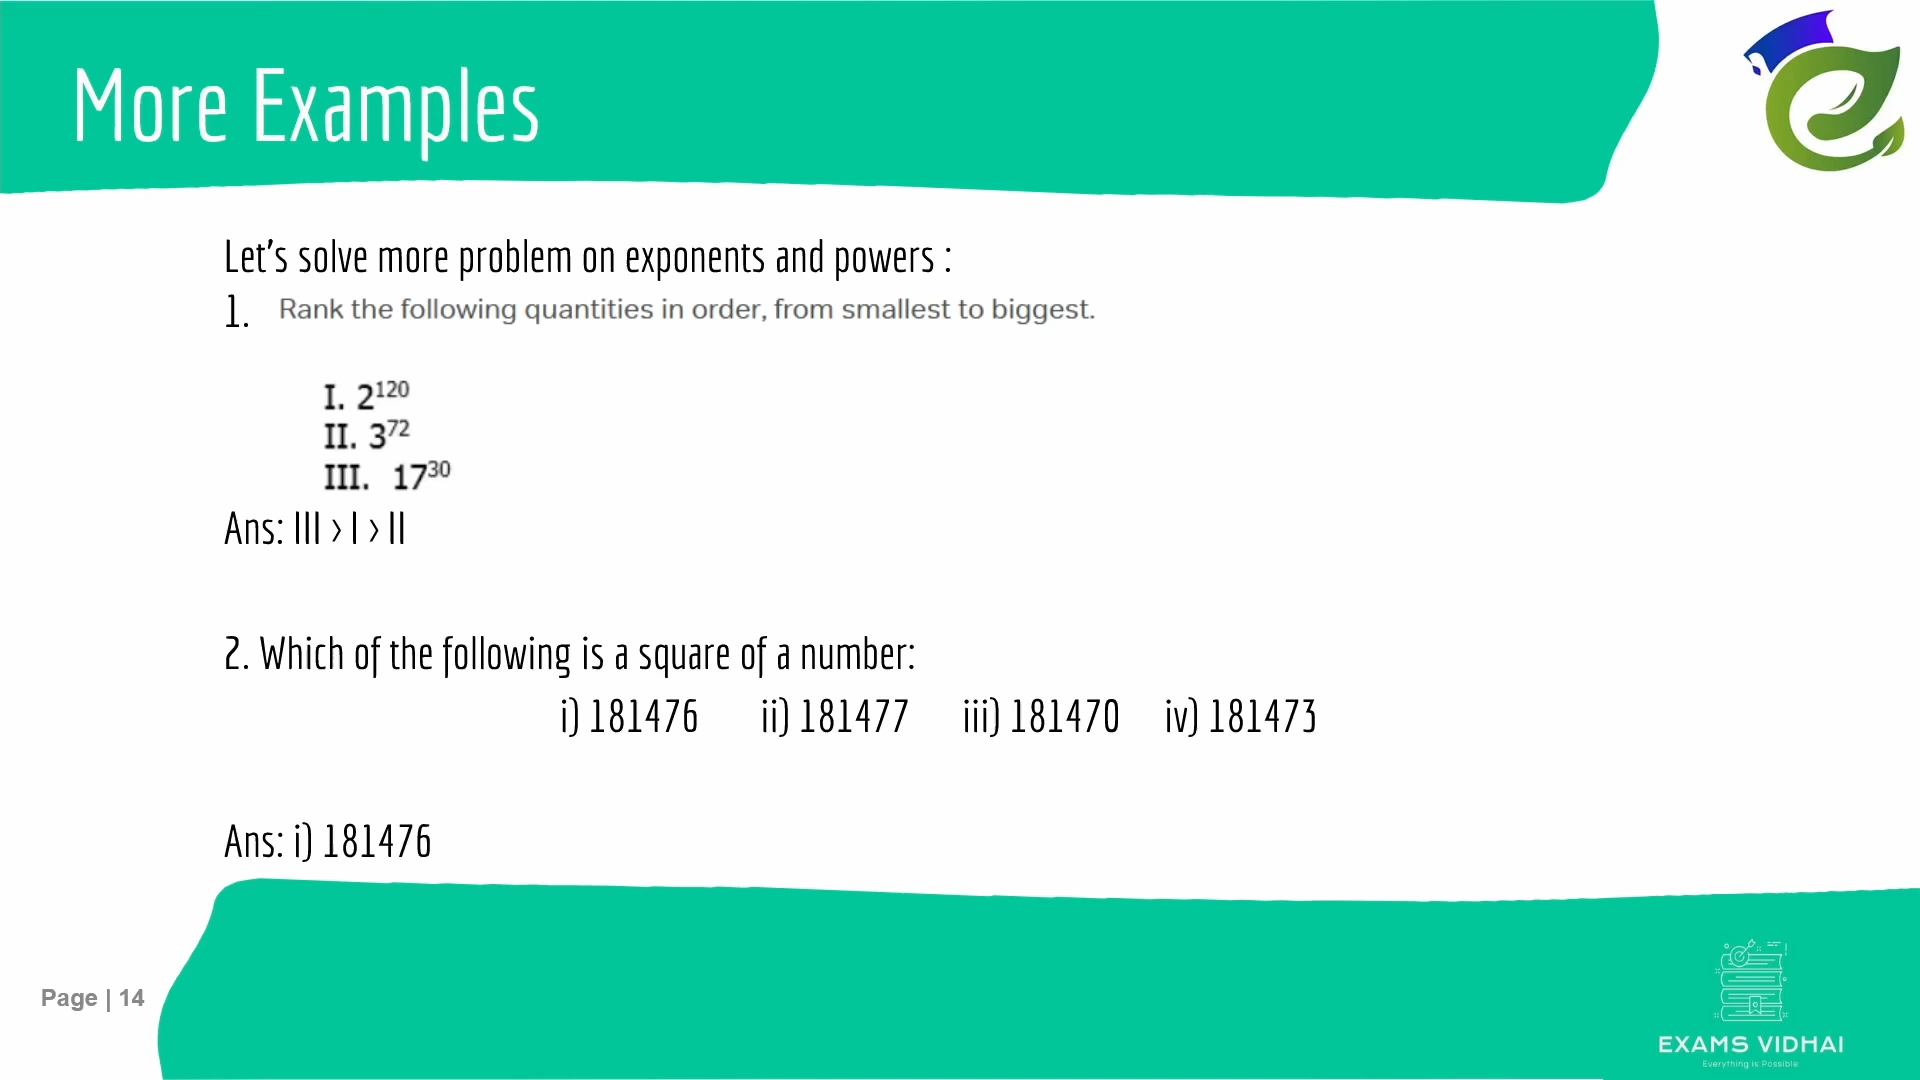 More Examples
Let's solve more problem on exponents and powers :
1. Rank the following quantities in order, from smallest to biggest.
I. 2¹²⁰
II. 3⁷²
III. 17³⁰
Ans: III > I > II
2. Which of the following is a square of a number:
i) 181476 ii) 181477 iii) 181470 iv) 181473
Ans: i) 181476
Page | 14
EXAMS VIDHAI
Everything is Possible